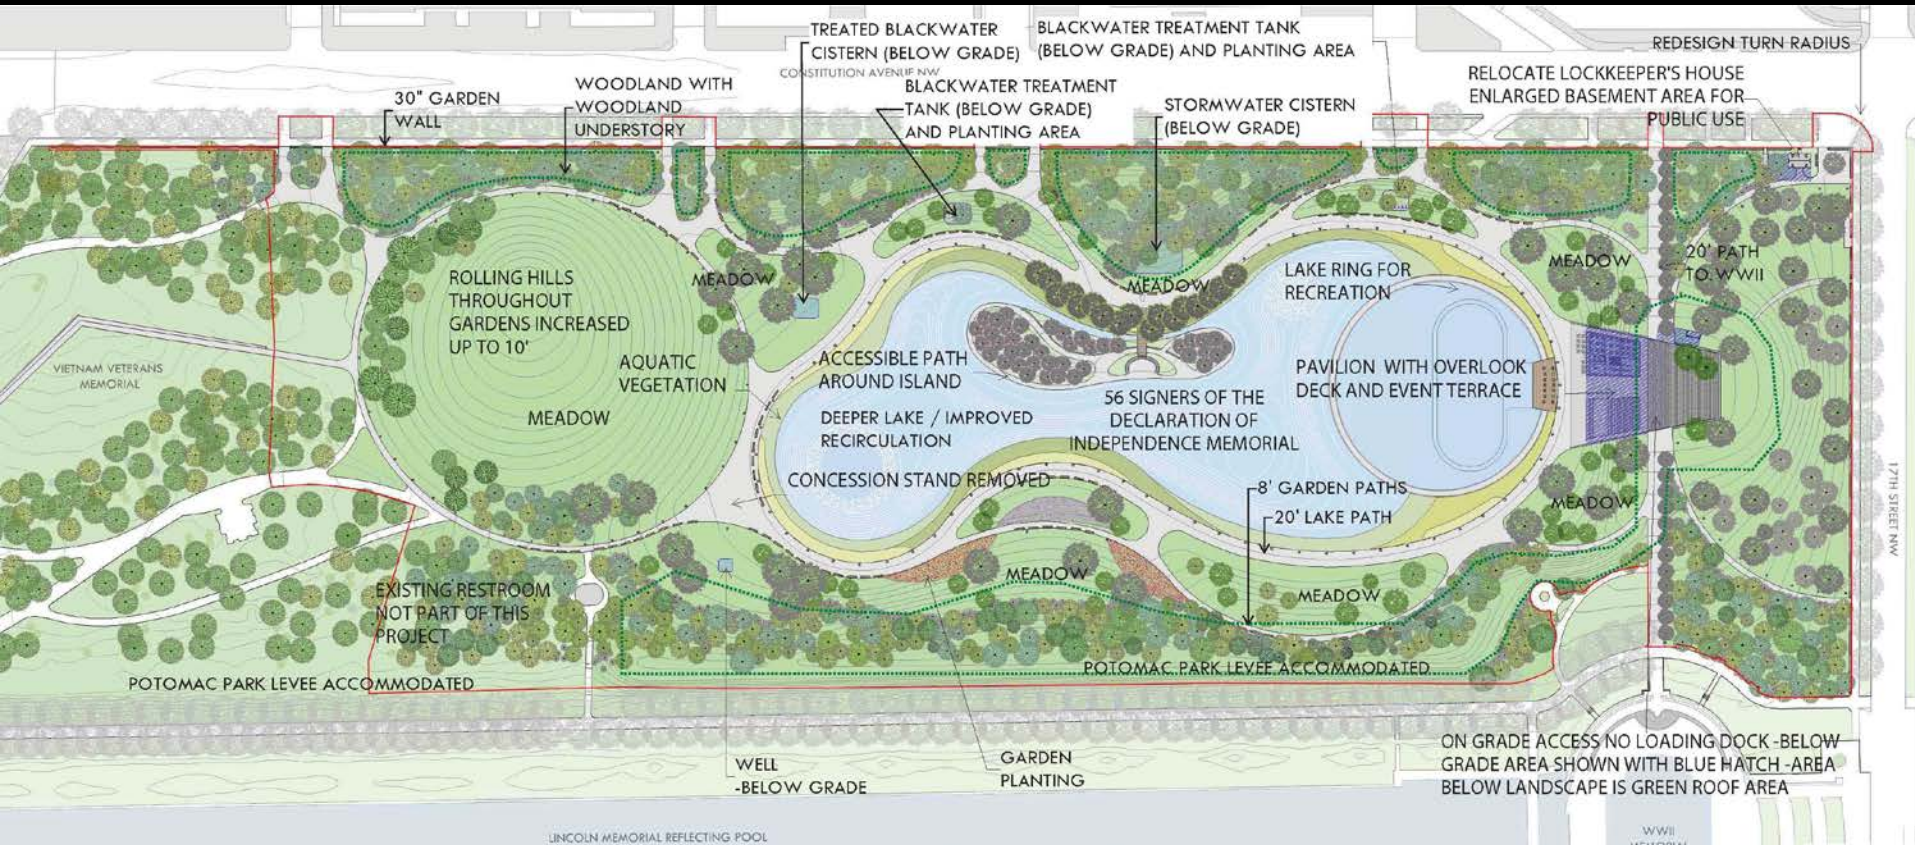 TREATED BLACKWATER
CISTERN (BELOW GRADE)
BLACKWATER TREATMENT TANK
(BELOW GRADE) AND PLANTING AREA
REDESIGN TURN RADIUS
CONSTITUTION AVENUE NW
RELOCATE LOCKKEEPER'S HOUSE
ENLARGED BASEMENT AREA FOR
PUBLIC USE
30" GARDEN
WALL
WOODLAND WITH
WOODLAND
UNDERSTORY
BLACKWATER TREATMENT
TANK (BELOW GRADE)
AND PLANTING AREA
STORMWATER CISTERN
(BELOW GRADE)
ROLLING HILLS
THROUGHOUT
GARDENS INCREASED
UP TO 10'
MEADOW
MEADOW
LAKE RING FOR
RECREATION
MEADOW
20' PATH
TO WWII
VIETNAM VETERANS
MEMORIAL
AQUATIC
VEGETATION
ACCESSIBLE PATH
AROUND ISLAND
PAVILION WITH OVERLOOK
DECK AND EVENT TERRACE
MEADOW
DEEPER LAKE / IMPROVED
RECIRCULATION
56 SIGNERS OF THE
DECLARATION OF
INDEPENDENCE MEMORIAL
CONCESSION STAND REMOVED
8' GARDEN PATHS
20' LAKE PATH
MEADOW
17TH STREET NW
EXISTING RESTROOM
NOT PART OF THIS
PROJECT
MEADOW
MEADOW
POTOMAC PARK LEVEE ACCOMMODATED
POTOMAC PARK LEVEE ACCOMMODATED
WELL
-BELOW GRADE
GARDEN
PLANTING
ON GRADE ACCESS NO LOADING DOCK -BELOW
GRADE AREA SHOWN WITH BLUE HATCH -AREA
BELOW LANDSCAPE IS GREEN ROOF AREA
LINCOLN MEMORIAL REFLECTING POOL
WWII
MEMORIAL